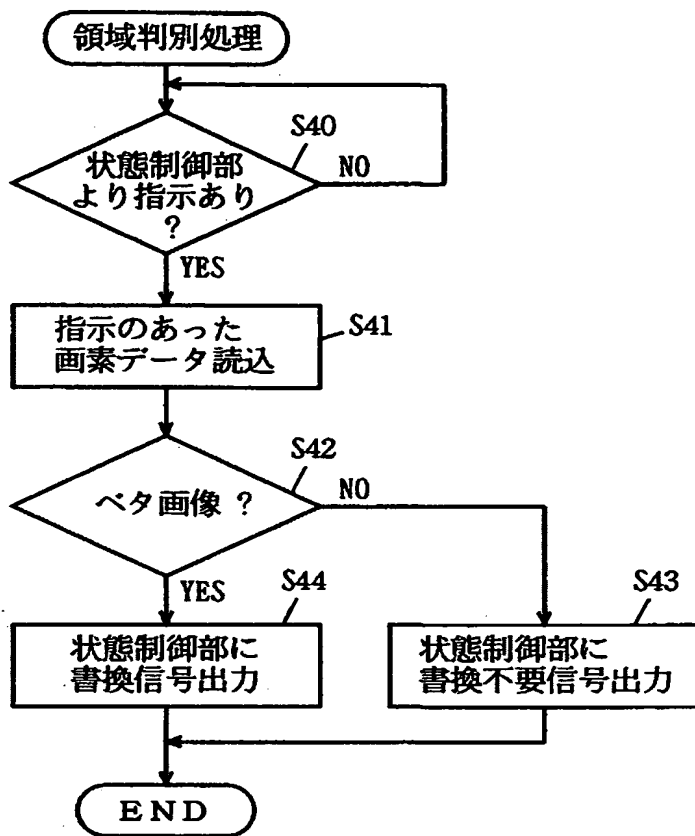 領域判別処理
S40
状態制御部
より指示あり
?
NO
YES
指示のあった
画素データ読込
S41
S42
ベタ画像 ?
NO
YES
S44
状態制御部に
書換信号出力
S43
状態制御部に
書換不要信号出力
END